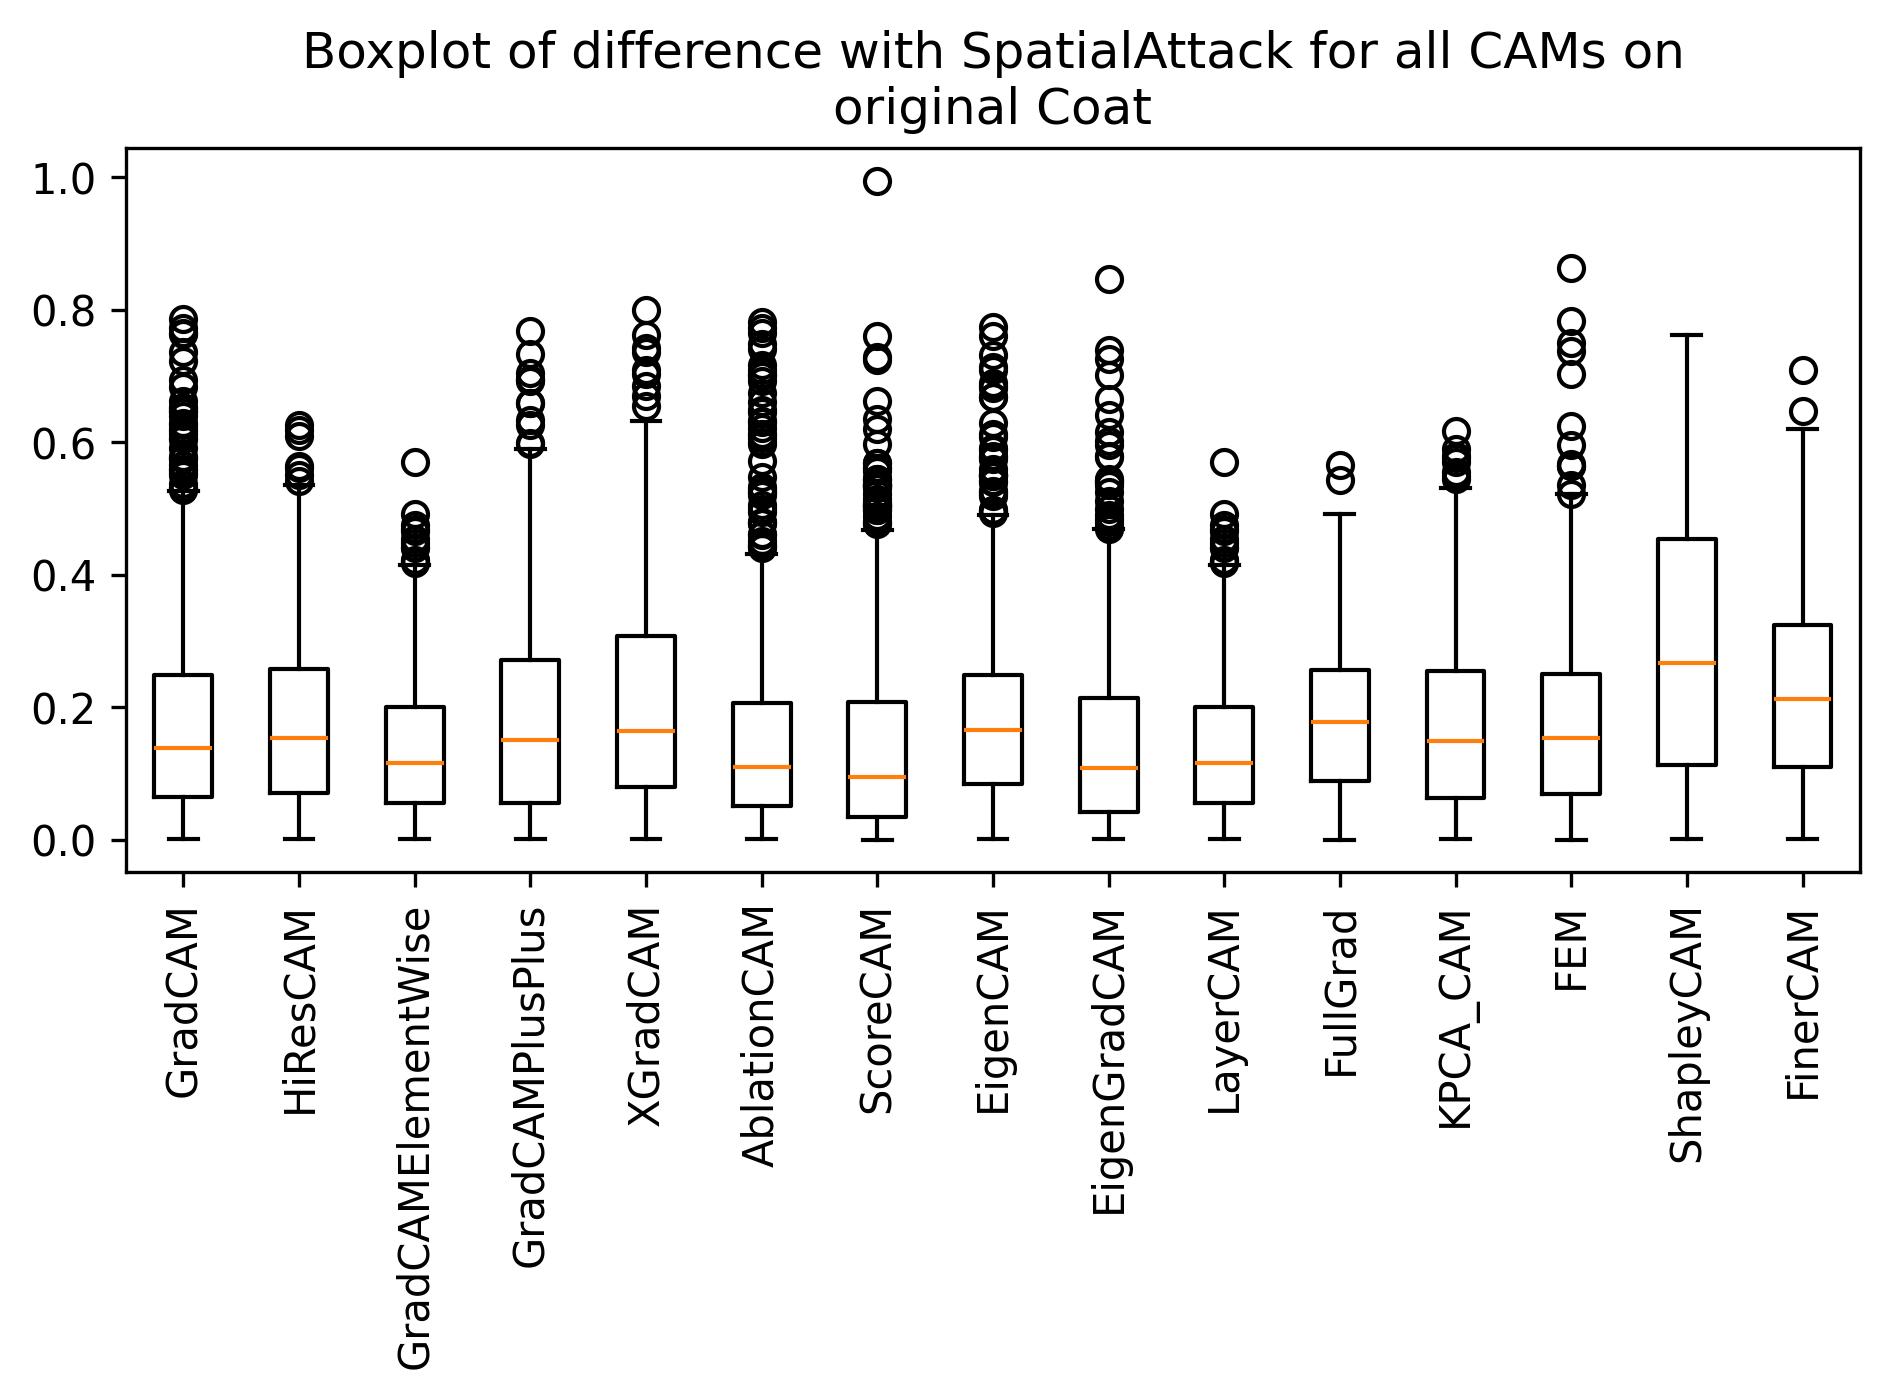 Boxplot of difference with SpatialAttack for all CAMs on
original Coat
1.0
0.8
0.6
0.4
0.2
0.0
GradCAM
HiResCAM
GradCAMElementWise
GradCAMPlusPlus
XGradCAM
AblationCAM
ScoreCAM
EigenCAM
EigenGradCAM
LayerCAM
FullGrad
KPCA_CAM
FEM
ShapleyCAM
FinerCAM